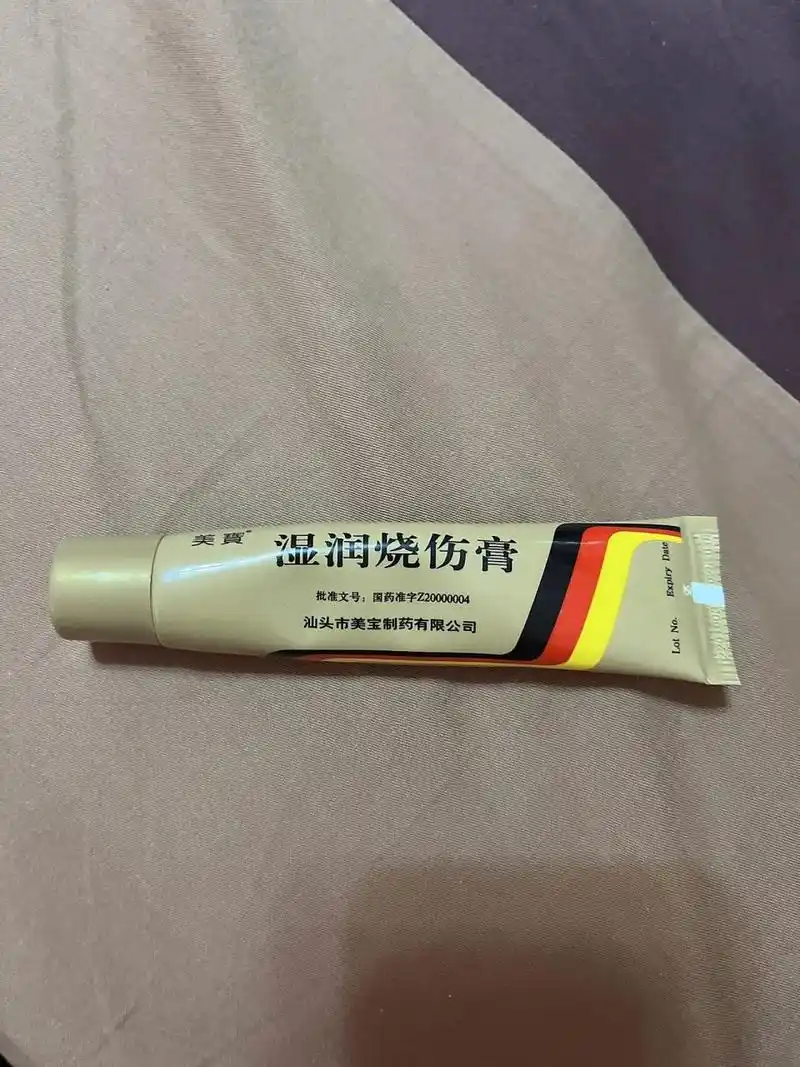 美寶®
湿润烧伤膏
批准文号：国药准字Z20000004
汕头市美宝制药有限公司
Lot No.
Expiry Date